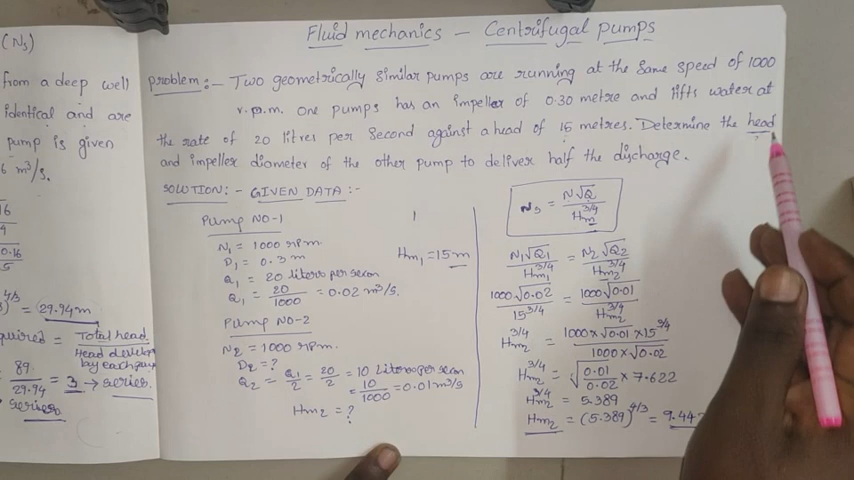 (Ns)
from a deep well
identical and are
pump is given
6 m³/s.
16
4
0.16
5
4/3
= 29.94m
quired = Total head
Head develop
by each pump
= 89/29.94 = 3 → series.
series
Fluid mechanics - Centrifugal pumps
problem:- Two geometrically similar pumps are running at the same speed of 1000
r.p.m. one pumps has an impeller of 0.30 metre and lifts water at
the rate of 20 litres per second against a head of 15 metres. Determine the head
and impeller diameter of the other pump to deliver half the discharge.
SOLUTION:- GIVEN DATA:-
Pump NO-1
N₁ = 1000 rpm.
D₁ = 0.3 m
Hm₁ = 15m
Q₁ = 20 liters per secon
Q₁ = 20/1000 = 0.02 m³/s.
Pump NO-2
N₂ = 1000 rpm.
D₂ = ?
Q₂ = Q₁/2 = 20/2 = 10 Liters per secon
= 10/1000 = 0.01 m³/s
Hm₂ = ?
Ns = N√Q / Hm^3/4
N₁√Q₁ / Hm₁^3/4 = N₂√Q₂ / Hm₂^3/4
1000√0.02 / 15^3/4 = 1000√0.01 / Hm₂^3/4
Hm₂^3/4 = 1000×√0.01×15^3/4 / 1000×√0.02
Hm₂^3/4 = √0.01/0.02 × 7.622
Hm₂^3/4 = 5.389
Hm₂ = (5.389)^4/3 = 9.44